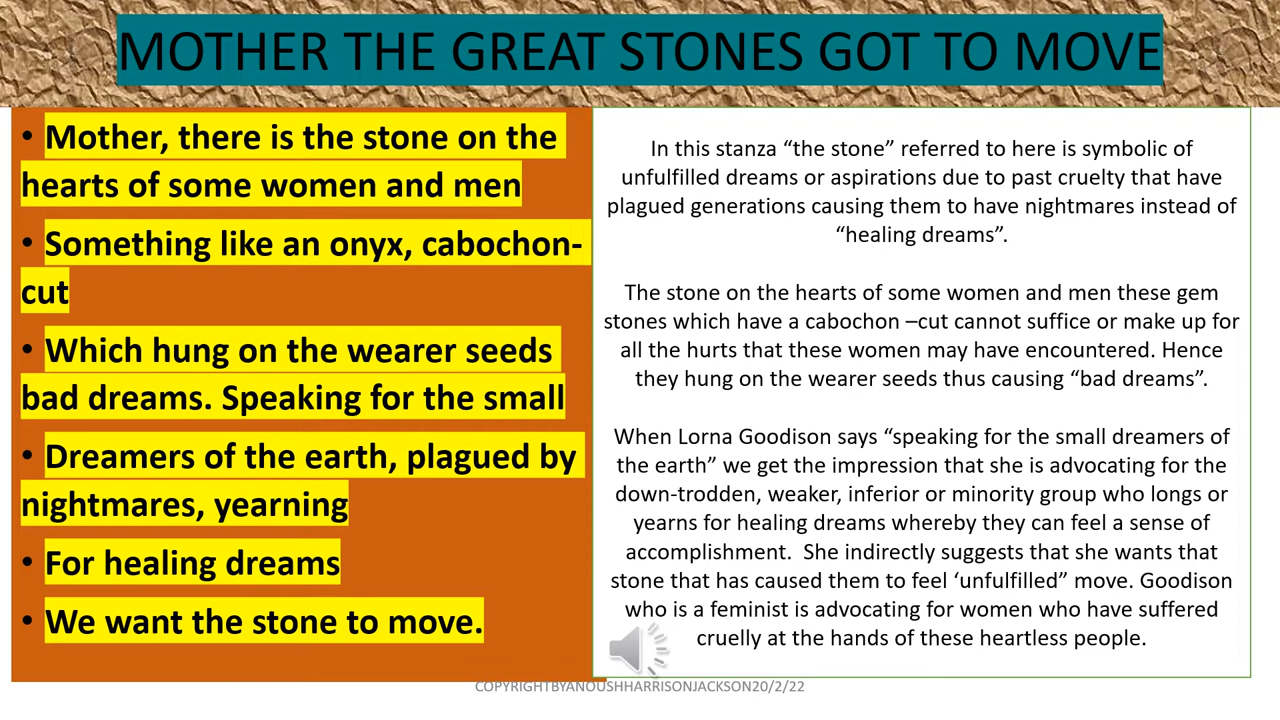 MOTHER THE GREAT STONES GOT TO MOVE
• Mother, there is the stone on the
hearts of some women and men
• Something like an onyx, cabochon-
cut
• Which hung on the wearer seeds
bad dreams. Speaking for the small
• Dreamers of the earth, plagued by
nightmares, yearning
• For healing dreams
• We want the stone to move.
In this stanza “the stone” referred to here is symbolic of
unfulfilled dreams or aspirations due to past cruelty that have
plagued generations causing them to have nightmares instead of
“healing dreams”.
The stone on the hearts of some women and men these gem
stones which have a cabochon –cut cannot suffice or make up for
all the hurts that these women may have encountered. Hence
they hung on the wearer seeds thus causing “bad dreams”.
When Lorna Goodison says “speaking for the small dreamers of
the earth” we get the impression that she is advocating for the
down-trodden, weaker, inferior or minority group who longs or
yearns for healing dreams whereby they can feel a sense of
accomplishment.  She indirectly suggests that she wants that
stone that has caused them to feel ‘unfulfilled” move. Goodison
who is a feminist is advocating for women who have suffered
cruelly at the hands of these heartless people.
COPYRIGHTBYANOUSHHARRISONJACKSON20/2/22